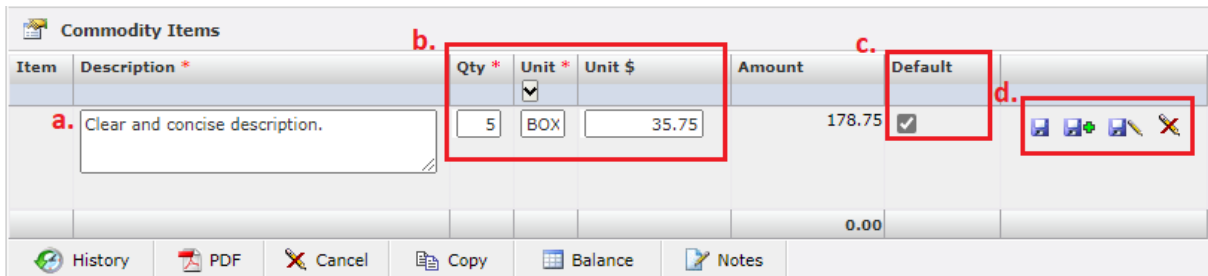 Commodity Items
b.
c.
Item Description * Qty * Unit * Unit $ Amount Default
d.
a. Clear and concise description. 5 BOX 35.75 178.75
0.00
History PDF Cancel Copy Balance Notes